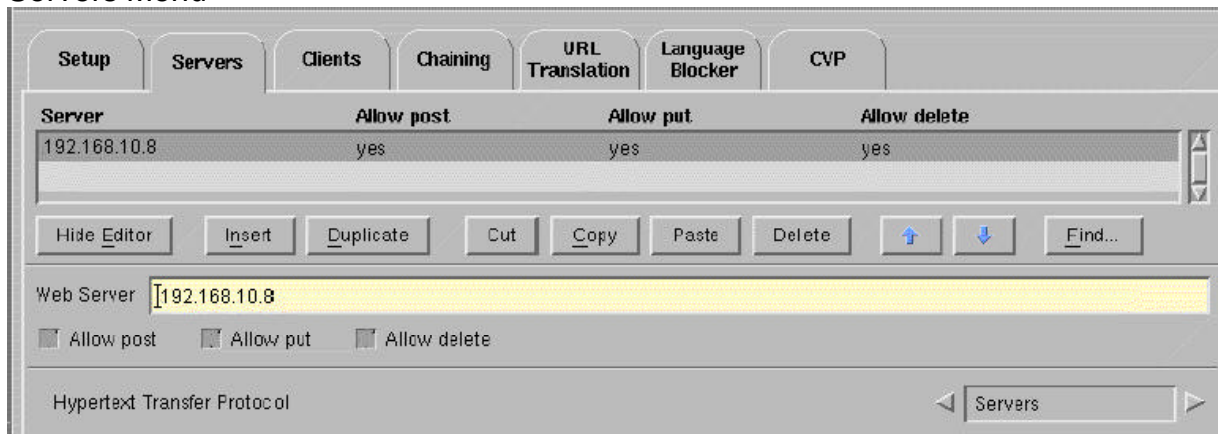 Servers Menu
Setup Servers Clients Chaining URL Translation Language Blocker CVP
Server Allow post Allow put Allow delete
192.168.10.8 yes yes yes
Hide Editor Insert Duplicate Cut Copy Paste Delete Find...
Web Server 192.168.10.8
Allow post Allow put Allow delete
Hypertext Transfer Protocol Servers